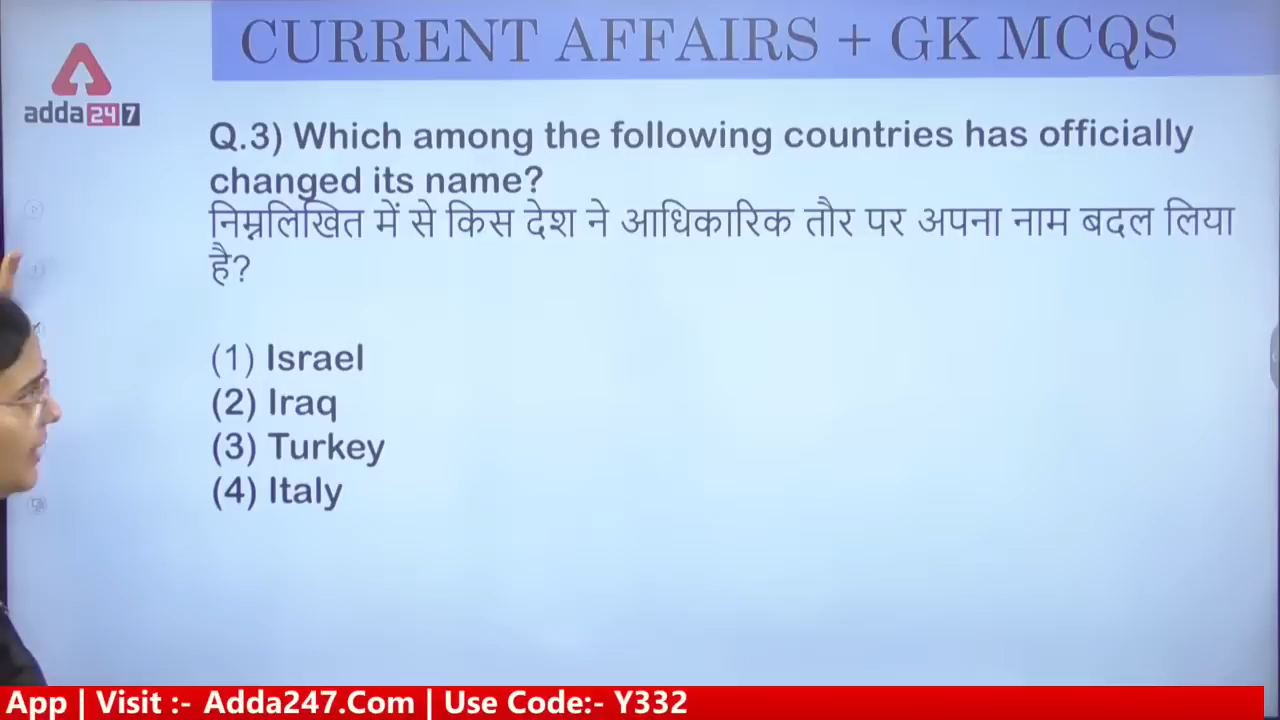 CURRENT AFFAIRS + GK MCQS
adda247
Q.3) Which among the following countries has officially
changed its name?
निम्नलिखित में से किस देश ने आधिकारिक तौर पर अपना नाम बदल लिया
है?
(1) Israel
(2) Iraq
(3) Turkey
(4) Italy
App | Visit :- Adda247.Com | Use Code:- Y332